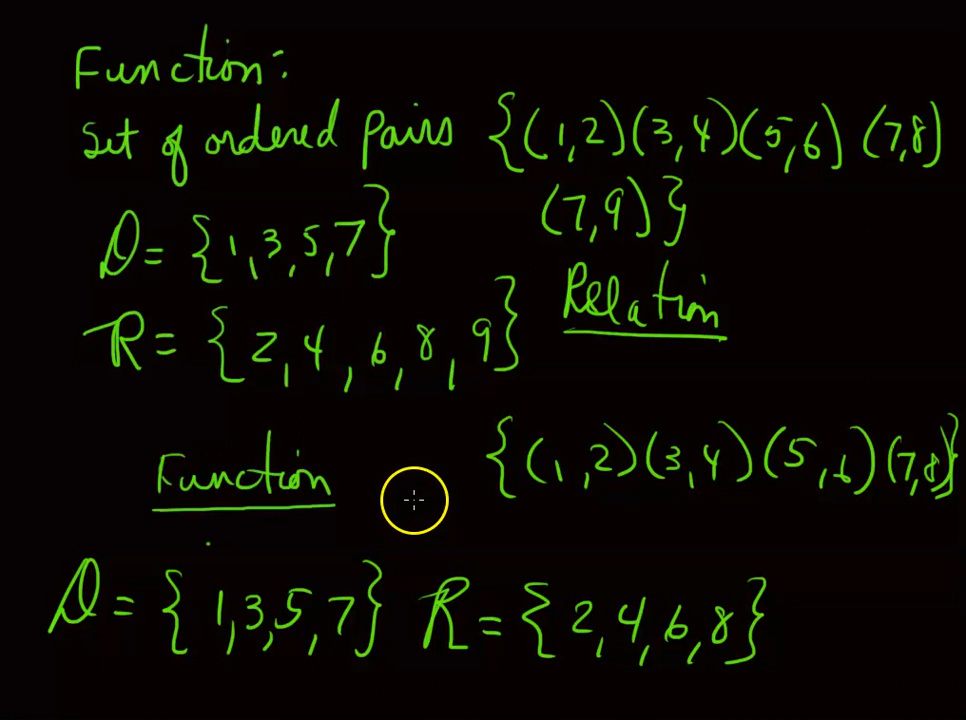 Function:
Set of ordered Pairs {(1,2)(3,4)(5,6) (7,8)
(7,9)}
D= {1,3,5,7}
Relation
R= {2,4,6,8,9}
Function {(1,2)(3,4)(5,6)(7,8)}
D= {1,3,5,7} R= {2,4,6,8}